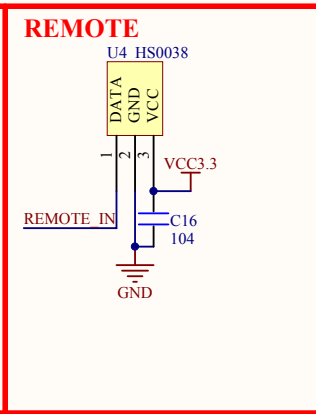 REMOTE
U4 HS0038
DATA
GND
VCC
1
2
3
VCC3.3
REMOTE_IN
C16
104
GND